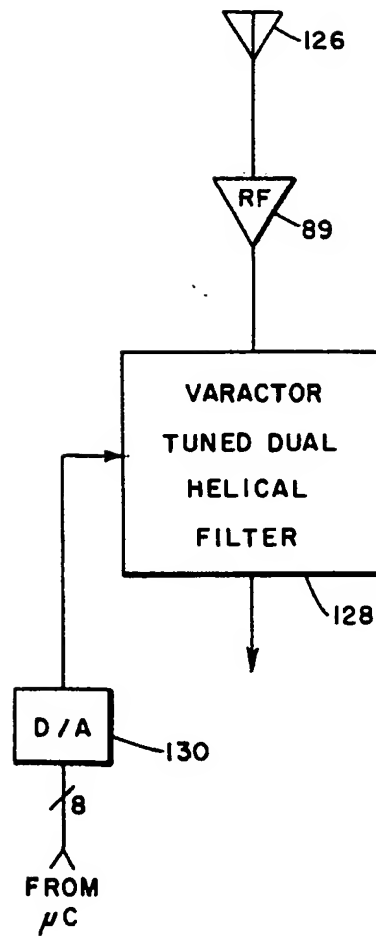 126
RF
89
VARACTOR
TUNED DUAL
HELICAL
FILTER
128
D/A
130
8
FROM
μC